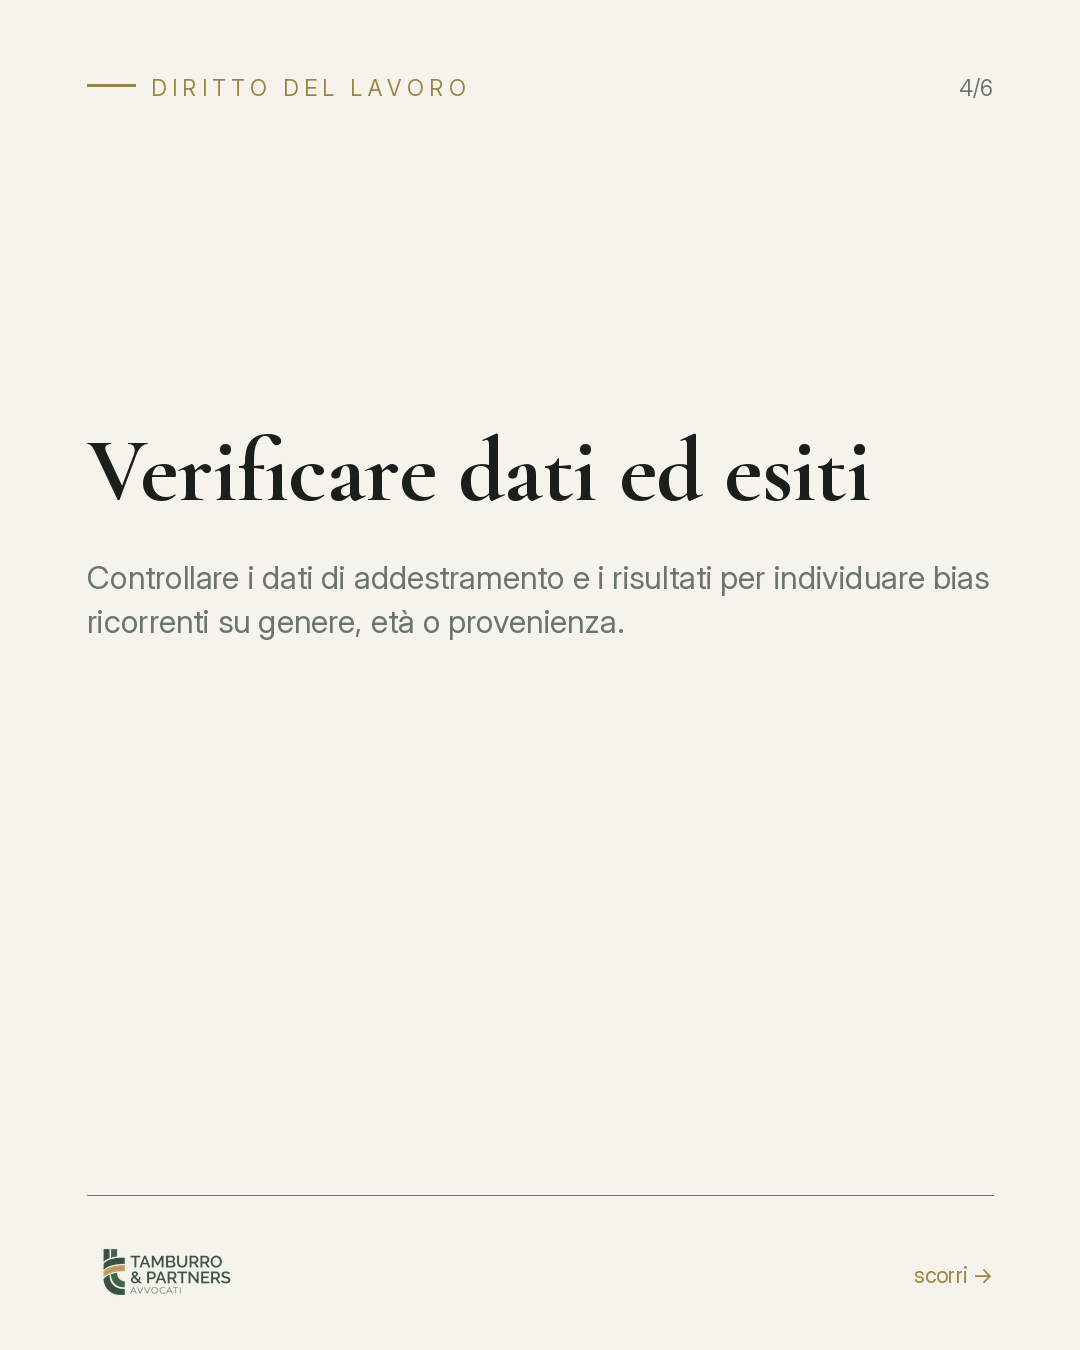 DIRITTO DEL LAVORO
4/6
Verificare dati ed esiti
Controllare i dati di addestramento e i risultati per individuare bias
ricorrenti su genere, età o provenienza.
TAMBURRO
& PARTNERS
AVVOCATI
scorri →